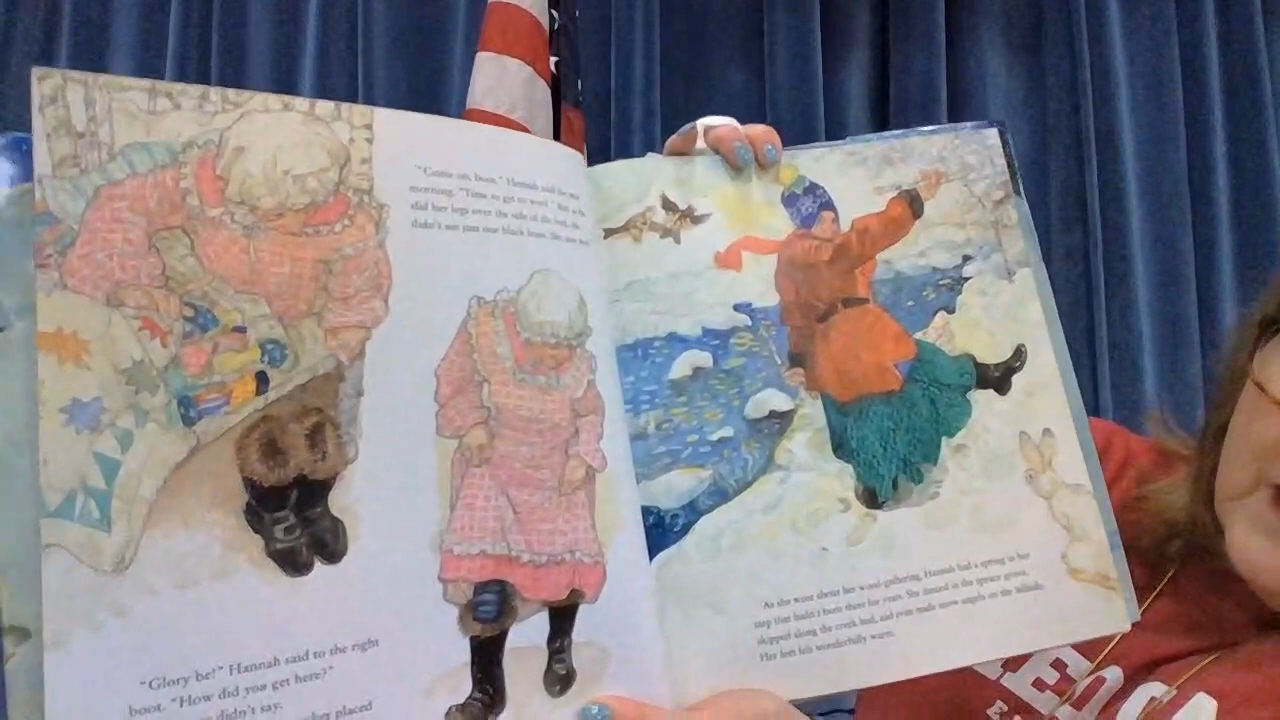 "Glory be!" Hannah said to the right
boot. "How did you get here?"
didn't say.
placed
"Come on, boot," Hannah said the next
morning. "Time to get to work." But
did her legs over the side of the bed, she
didn't see just one black boot. She saw two
As she went about her wood-gathering, Hannah had a spring in her
step that hadn't been there for years. She danced in the spruce grove,
skipped along the creek bed, and even made snow angels on the hillside.
Her feet felt wonderfully warm.